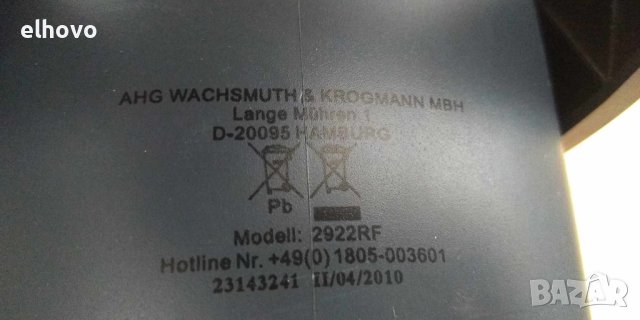 elhovo
AHG WACHSMUTH & KROGMANN MBH
Lange Mühren 1
D-20095 HAMBURG
Pb
Modell: 2922RF
Hotline Nr. +49(0) 1805-003601
23143241 II/04/2010
BAZAR